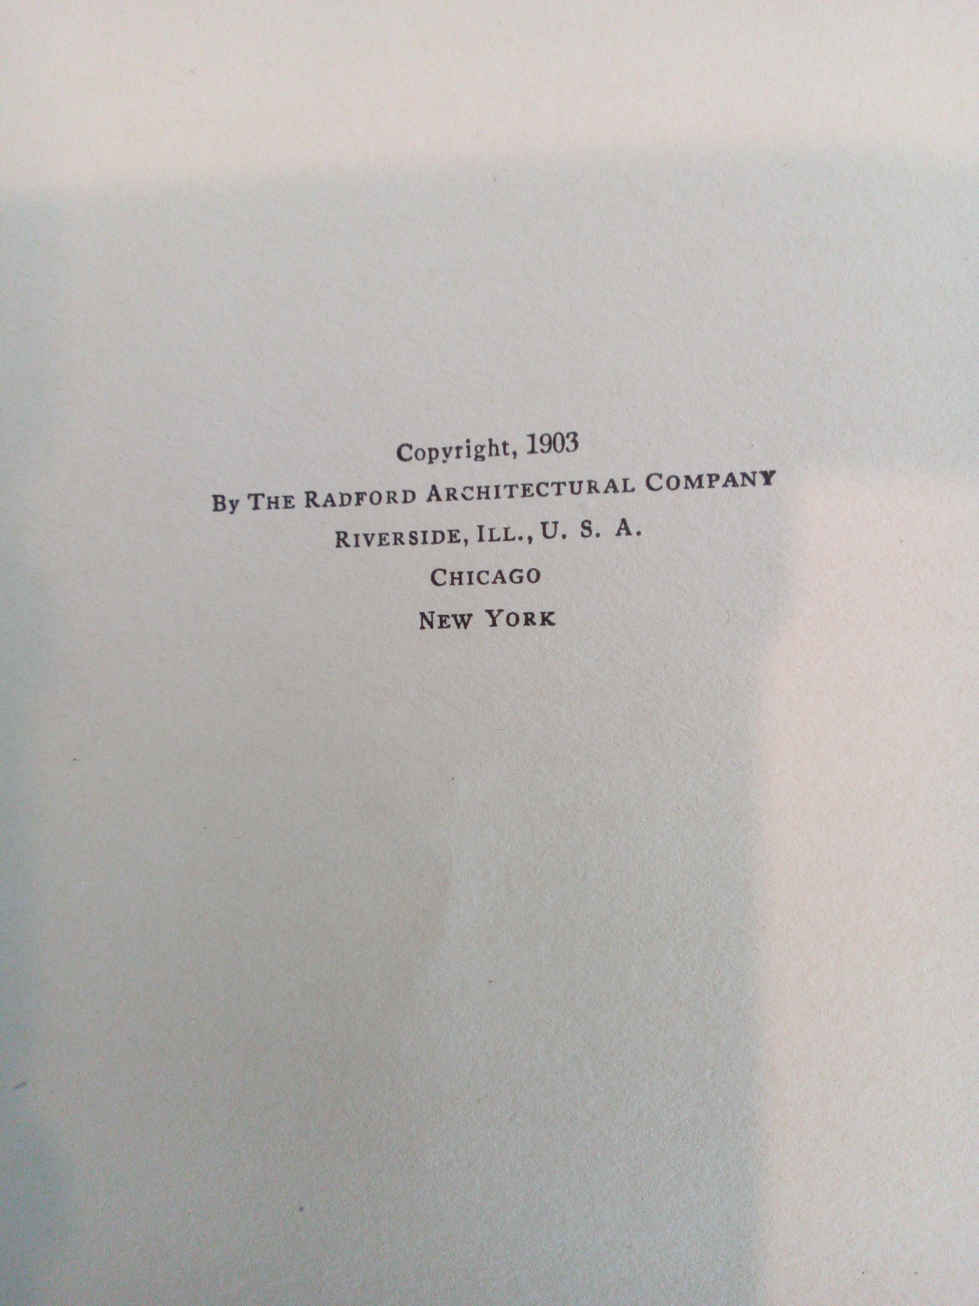 Copyright, 1903
By The Radford Architectural Company
Riverside, Ill., U. S. A.
Chicago
New York